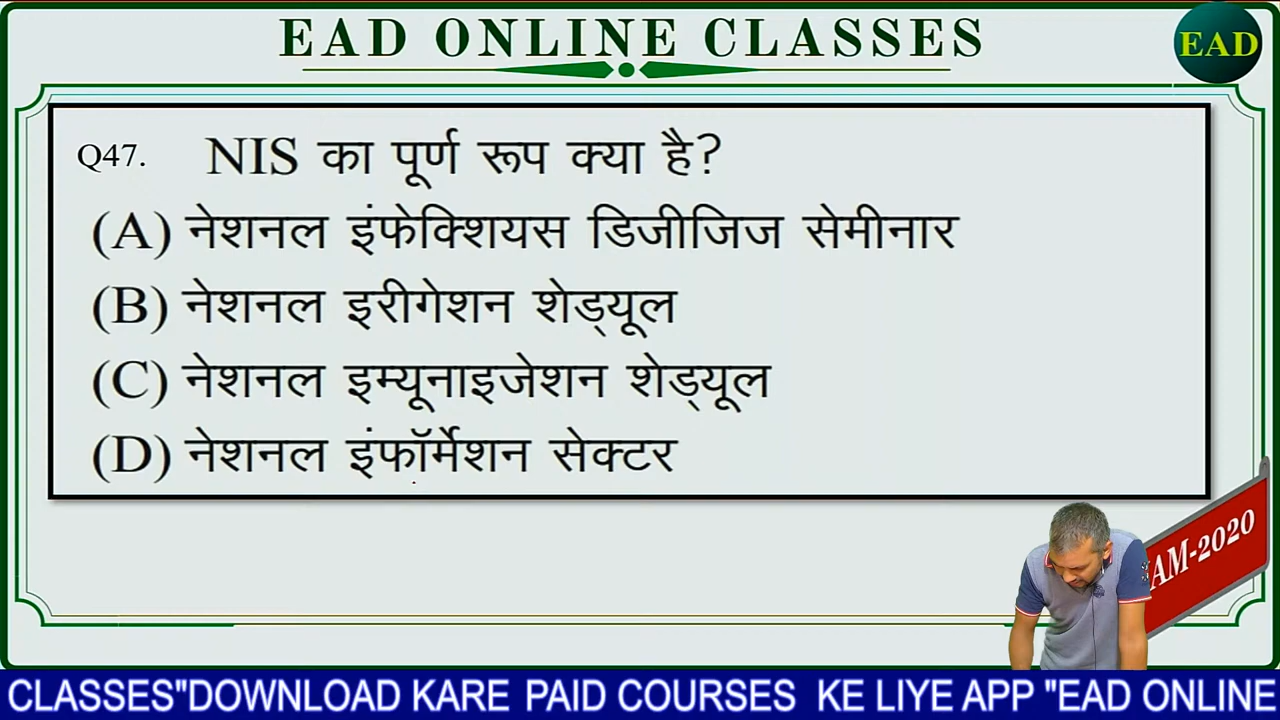 EAD ONLINE CLASSES
EAD
Q47. NIS का पूर्ण रूप क्या है?
(A) नेशनल इंफेक्शियस डिजीजिज सेमीनार
(B) नेशनल इरीगेशन शेड्यूल
(C) नेशनल इम्यूनाइजेशन शेड्यूल
(D) नेशनल इंफॉर्मेशन सेक्टर
AM-2020
CLASSES"DOWNLOAD KARE PAID COURSES KE LIYE APP "EAD ONLINE